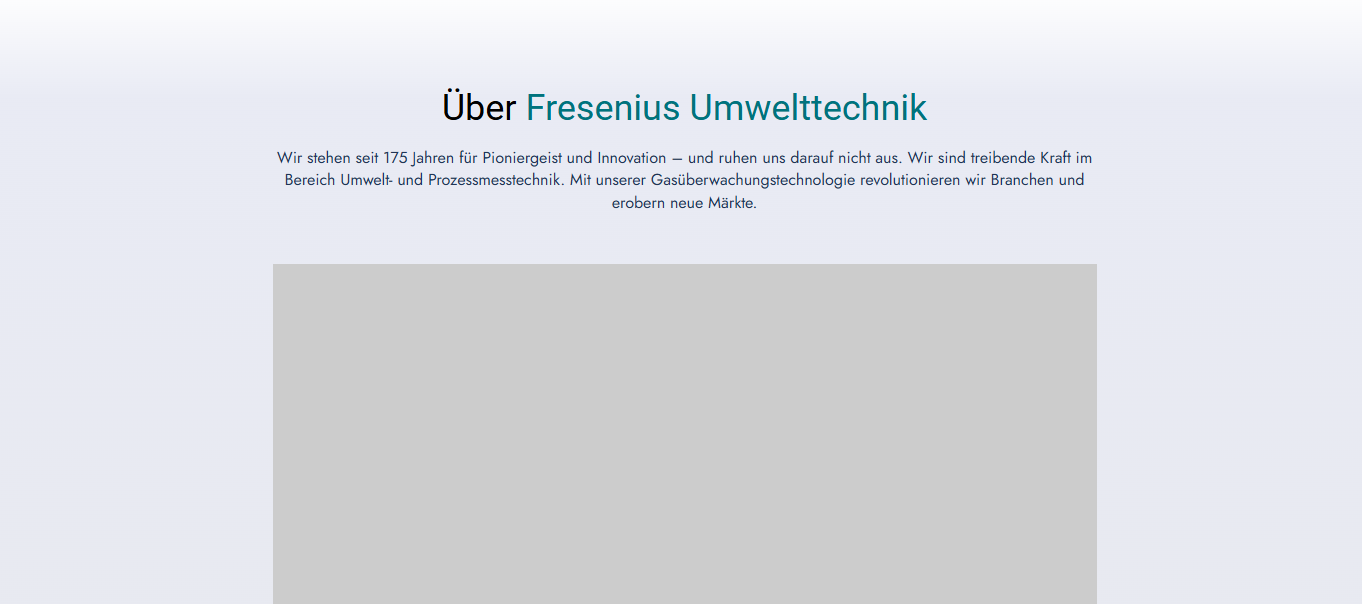 Über Fresenius Umwelttechnik
Wir stehen seit 175 Jahren für Pioniergeist und Innovation – und ruhen uns darauf nicht aus. Wir sind treibende Kraft im
Bereich Umwelt- und Prozessmesstechnik. Mit unserer Gasüberwachungstechnologie revolutionieren wir Branchen und
erobern neue Märkte.